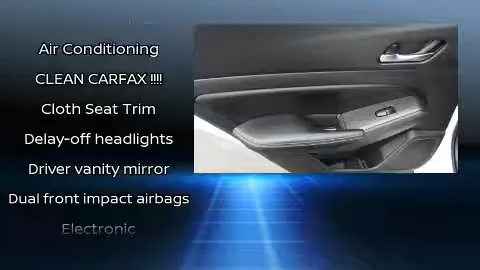 Air Conditioning
CLEAN CARFAX !!!!
Cloth Seat Trim
Delay-off headlights
Driver vanity mirror
Dual front impact airbags
Electronic